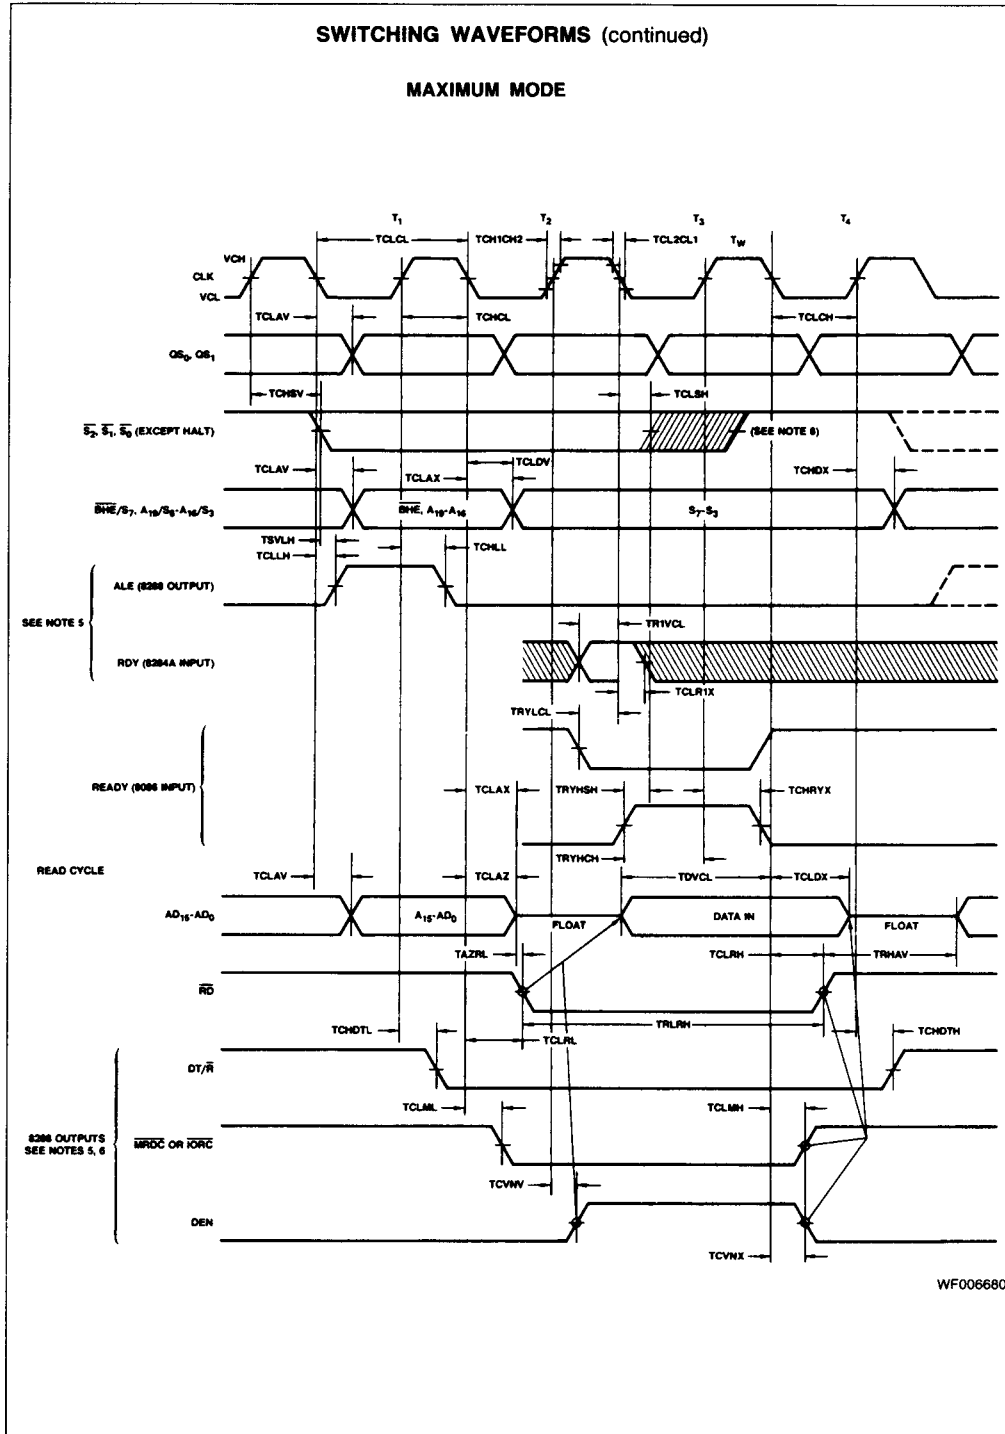 SWITCHING WAVEFORMS (continued)
MAXIMUM MODE
T1 T2 T3 T4
TCLCL TCH1CH2 TCL2CL1 TW
VCH
CLK
VCL
TCLAV TCHCL TCLCH
QS0, QS1
TCHSV TCLSH
S̅2̅, S̅1̅, S̅0̅ (EXCEPT HALT) (SEE NOTE 6)
TCLAV TCLAX TCLDV TCHDX
B̅H̅E̅/S7, A19/S6-A16/S3 B̅H̅E̅, A19-A16 S7-S3
TSVLH
TCLLH TCHLL
ALE (8288 OUTPUT)
SEE NOTE 5
TR1VCL
RDY (8284A INPUT)
TCLR1X
TRYLCL
READY (8086 INPUT)
TCLAX TRYHSH TCHRYX
TRYHCH
READ CYCLE
TCLAV TCLAZ TDVCL TCLDX
AD15-AD0 A15-AD0 FLOAT DATA IN FLOAT
TAZRL TCLRH TRHAV
R̅D̅
TCHDTL TCLRL TRLRH TCHDTH
DT/R̅
TCLML TCLMH
8288 OUTPUTS
SEE NOTES 5, 6
M̅R̅D̅C̅ OR I̅O̅R̅C̅
TCVNV
DEN
TCVNX
WF006680